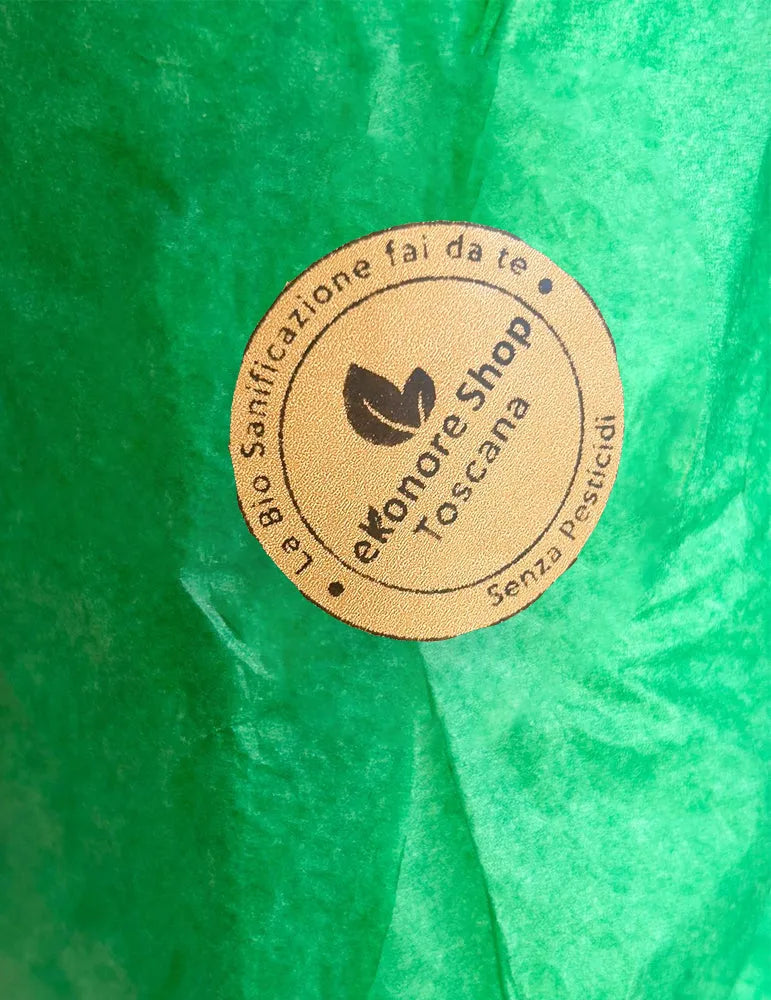 La Bio Sanificazione fai da te
eKonore Shop
Toscana
Senza Pesticidi